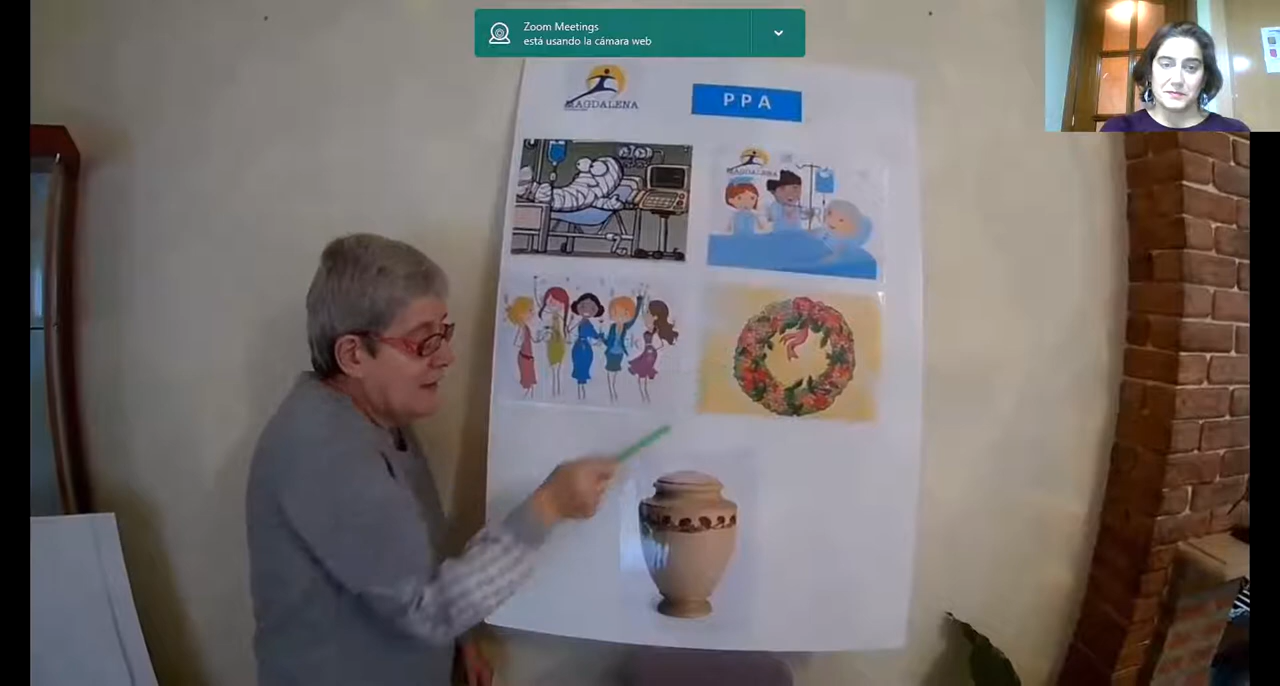 Zoom Meetings
está usando la cámara web
MAGDALENA
PPA
MAGDALENA